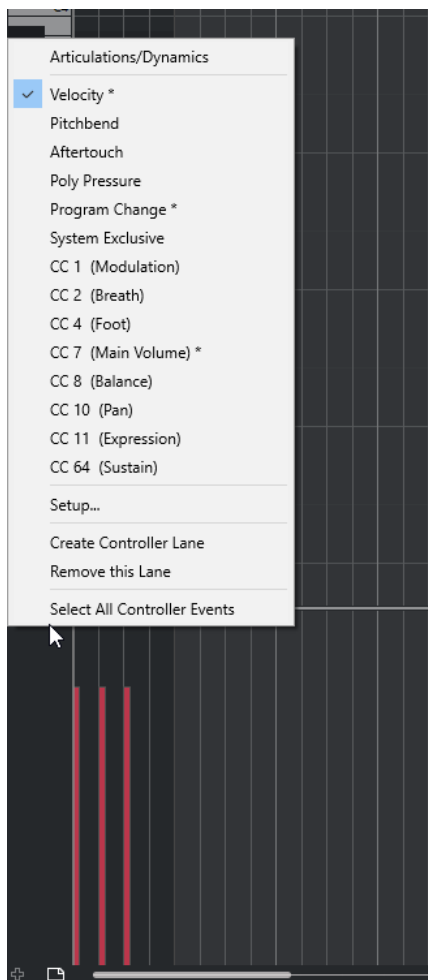 Articulations/Dynamics
Velocity *
Pitchbend
Aftertouch
Poly Pressure
Program Change *
System Exclusive
CC 1 (Modulation)
CC 2 (Breath)
CC 4 (Foot)
CC 7 (Main Volume) *
CC 8 (Balance)
CC 10 (Pan)
CC 11 (Expression)
CC 64 (Sustain)
Setup...
Create Controller Lane
Remove this Lane
Select All Controller Events